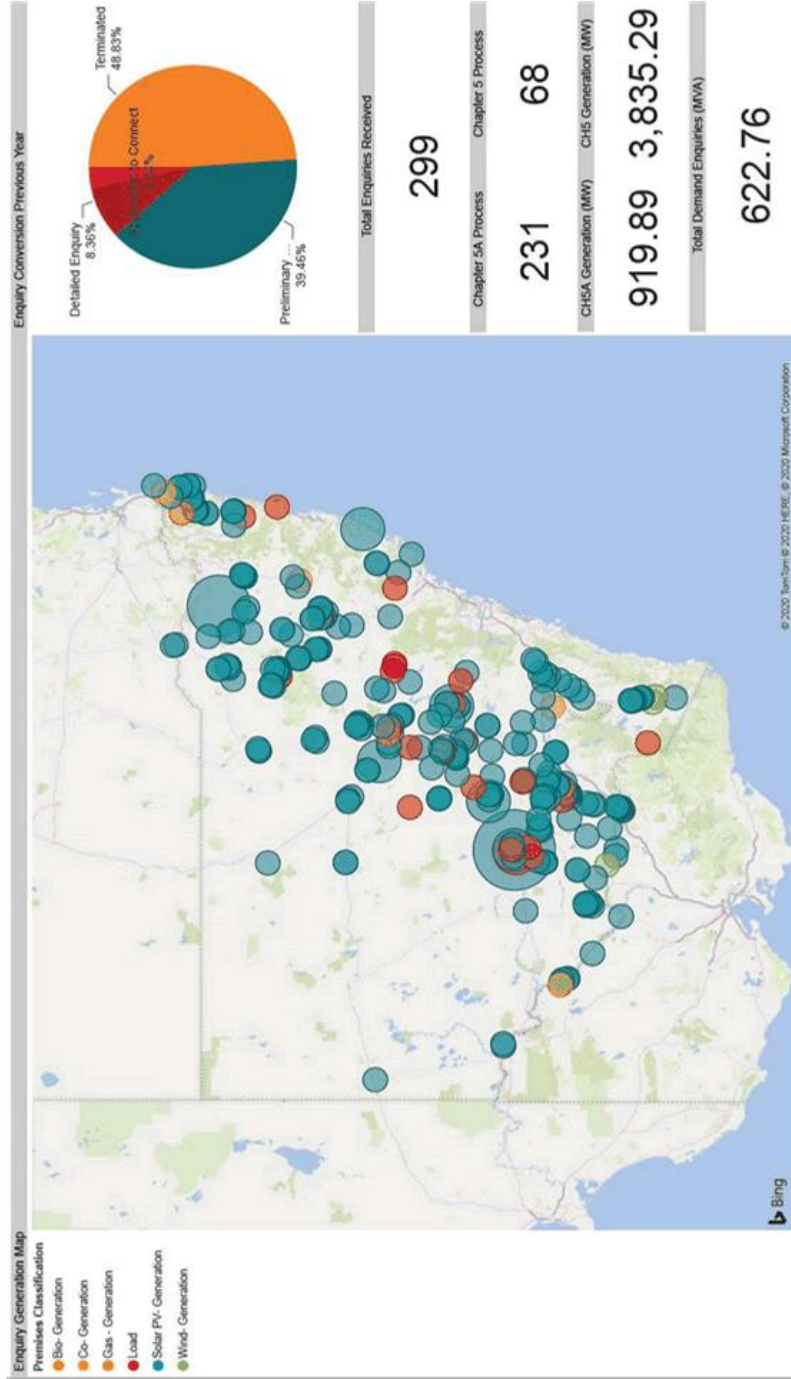 Enquiry Generation Map
Premises Classification
Bio- Generation
Co- Generation
Gas - Generation
Load
Solar PV- Generation
Wind- Generation
Bing
© 2020 TomTom © 2020 HERE, © 2020 Microsoft Corporation
Enquiry Conversion Previous Year
Terminated
48.83%
Detailed Enquiry
8.36%
to Connect
Preliminary ...
39.46%
Total Enquiries Received
299
Chapter 5A Process
Chapter 5 Process
231
68
CH5A Generation (MW)
CH5 Generation (MW)
919.89
3,835.29
Total Demand Enquiries (MVA)
622.76